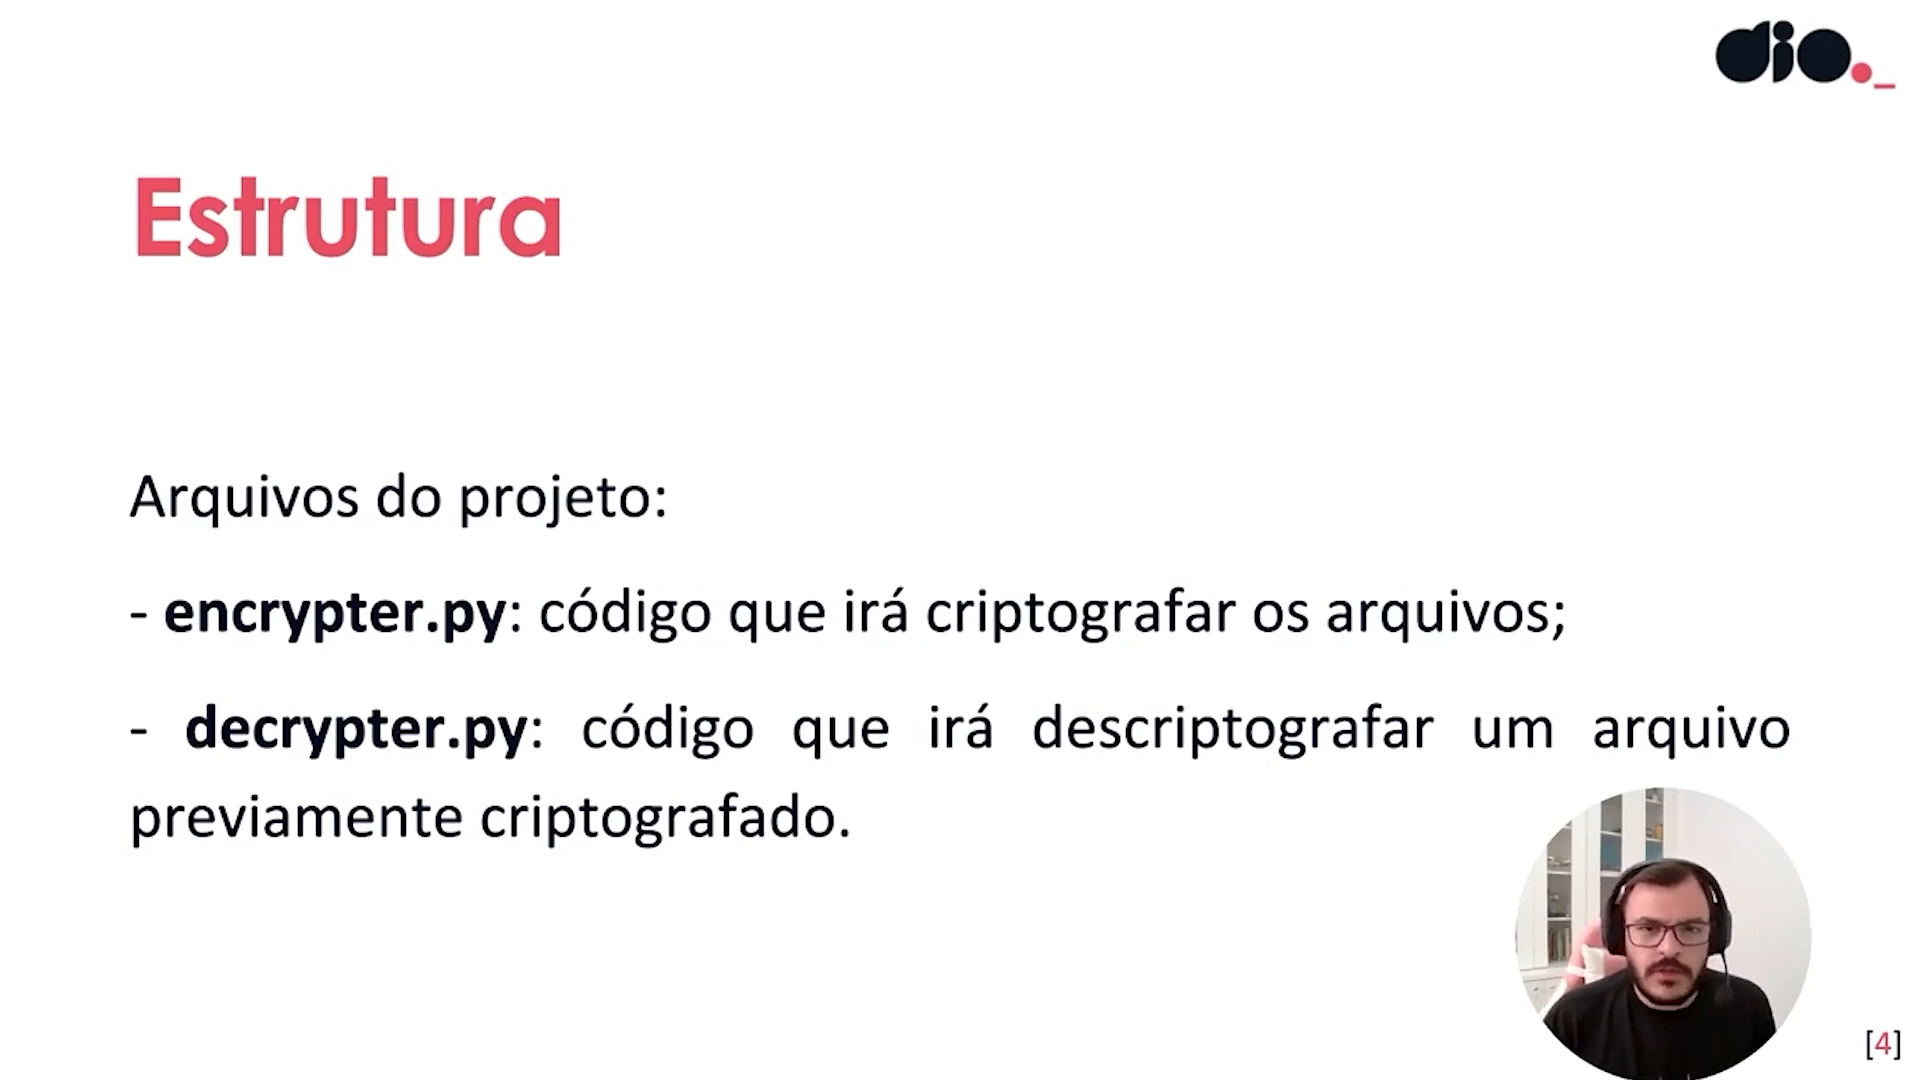 dio._
Estrutura
Arquivos do projeto:
- encrypter.py: código que irá criptografar os arquivos;
- decrypter.py: código que irá descriptografar um arquivo
previamente criptografado.
[4]